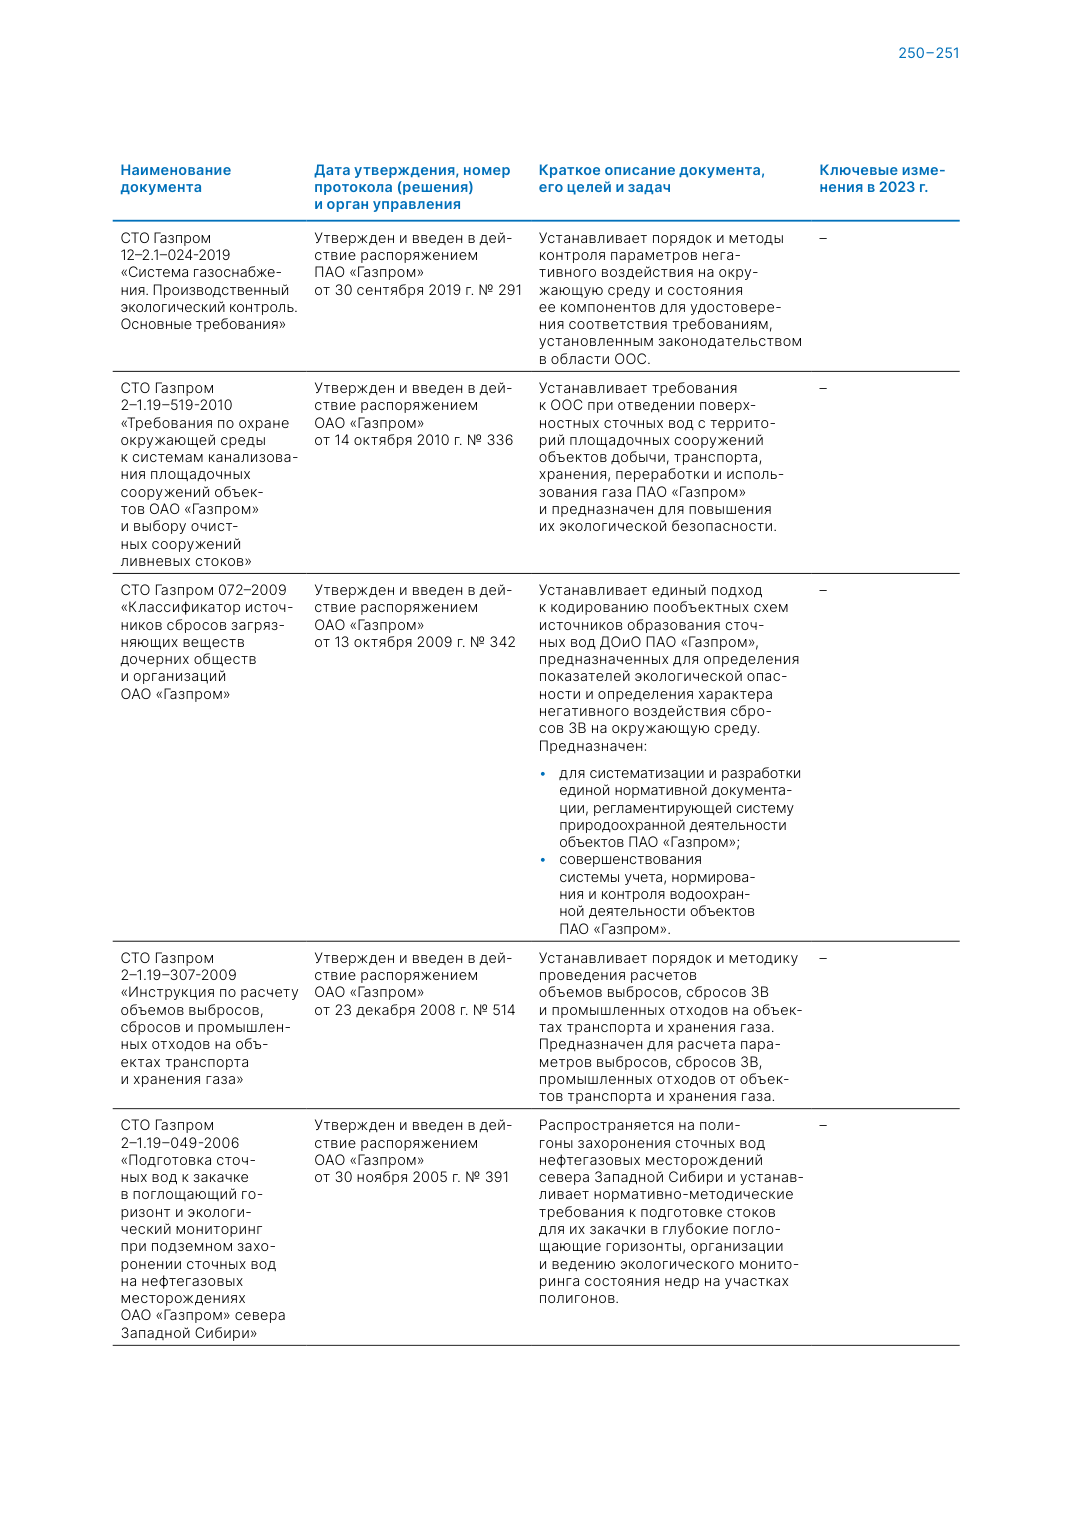 250–251
Наименование
документа
Дата утверждения, номер
протокола (решения)
и орган управления
Краткое описание документа,
его целей и задач
Ключевые изме-
нения в 2023 г.
СТО Газпром
12–2.1–024-2019
«Система газоснабже-
ния. Производственный
экологический контроль.
Основные требования»
Утвержден и введен в дей-
ствие распоряжением
ПАО «Газпром»
от 30 сентября 2019 г. № 291
Устанавливает порядок и методы
контроля параметров нега-
тивного воздействия на окру-
жающую среду и состояния
ее компонентов для удостовере-
ния соответствия требованиям,
установленным законодательством
в области ООС.
–
СТО Газпром
2–1.19–519-2010
«Требования по охране
окружающей среды
к системам канализова-
ния площадочных
сооружений объек-
тов ОАО «Газпром»
и выбору очист-
ных сооружений
ливневых стоков»
Утвержден и введен в дей-
ствие распоряжением
ОАО «Газпром»
от 14 октября 2010 г. № 336
Устанавливает требования
к ООС при отведении поверх-
ностных сточных вод с террито-
рий площадочных сооружений
объектов добычи, транспорта,
хранения, переработки и исполь-
зования газа ПАО «Газпром»
и предназначен для повышения
их экологической безопасности.
–
СТО Газпром 072–2009
«Классификатор источ-
ников сбросов загряз-
няющих веществ
дочерних обществ
и организаций
ОАО «Газпром»
Утвержден и введен в дей-
ствие распоряжением
ОАО «Газпром»
от 13 октября 2009 г. № 342
Устанавливает единый подход
к кодированию пообъектных схем
источников образования сточ-
ных вод ДОиО ПАО «Газпром»,
предназначенных для определения
показателей экологической опас-
ности и определения характера
негативного воздействия сбро-
сов ЗВ на окружающую среду.
Предназначен:
• для систематизации и разработки
единой нормативной документа-
ции, регламентирующей систему
природоохранной деятельности
объектов ПАО «Газпром»;
• совершенствования
системы учета, нормирова-
ния и контроля водоохран-
ной деятельности объектов
ПАО «Газпром».
–
СТО Газпром
2–1.19–307-2009
«Инструкция по расчету
объемов выбросов,
сбросов и промышлен-
ных отходов на объ-
ектах транспорта
и хранения газа»
Утвержден и введен в дей-
ствие распоряжением
ОАО «Газпром»
от 23 декабря 2008 г. № 514
Устанавливает порядок и методику
проведения расчетов
объемов выбросов, сбросов ЗВ
и промышленных отходов на объек-
тах транспорта и хранения газа.
Предназначен для расчета пара-
метров выбросов, сбросов ЗВ,
промышленных отходов от объек-
тов транспорта и хранения газа.
–
СТО Газпром
2–1.19–049-2006
«Подготовка сточ-
ных вод к закачке
в поглощающий го-
ризонт и экологи-
ческий мониторинг
при подземном захо-
ронении сточных вод
на нефтегазовых
месторождениях
ОАО «Газпром» севера
Западной Сибири»
Утвержден и введен в дей-
ствие распоряжением
ОАО «Газпром»
от 30 ноября 2005 г. № 391
Распространяется на поли-
гоны захоронения сточных вод
нефтегазовых месторождений
севера Западной Сибири и устанав-
ливает нормативно-методические
требования к подготовке стоков
для их закачки в глубокие погло-
щающие горизонты, организации
и ведению экологического монито-
ринга состояния недр на участках
полигонов.
–